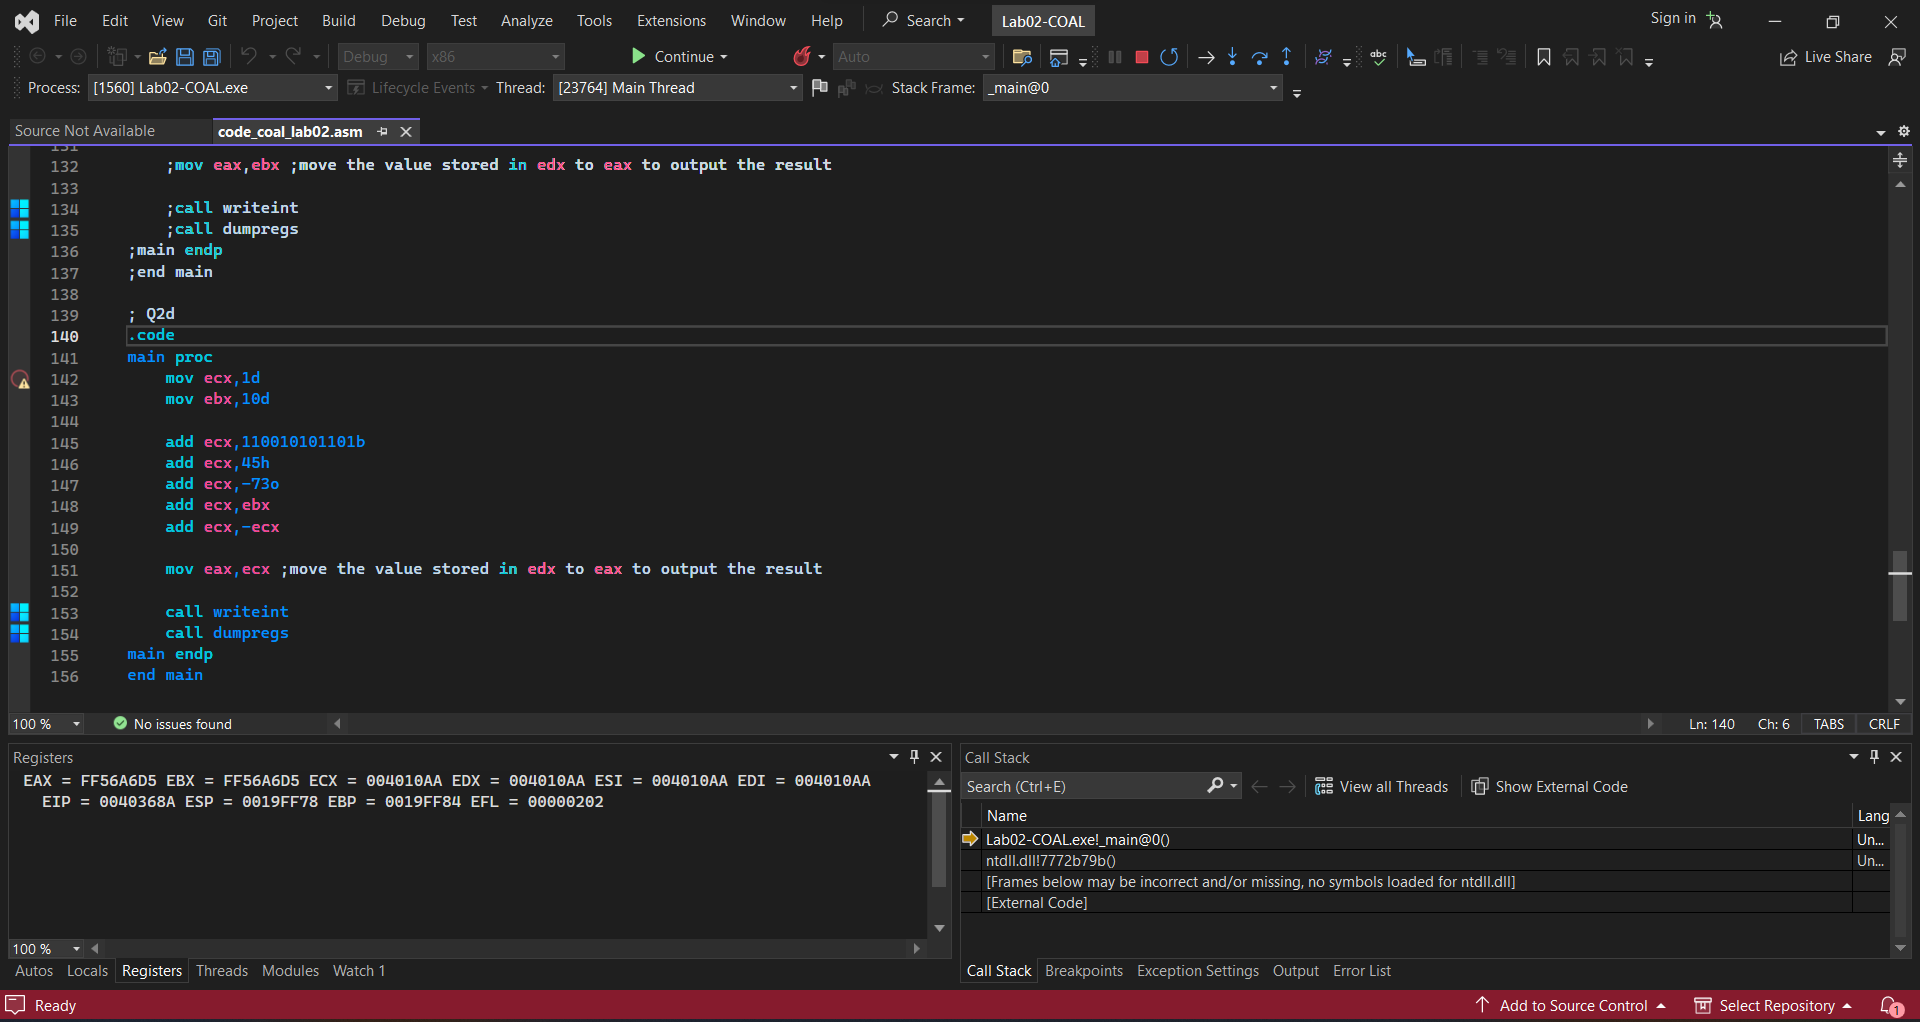 File Edit View Git Project Build Debug Test Analyze Tools Extensions Window Help Search Lab02-COAL Sign in
Debug x86 Continue Auto abc Live Share
Process: [1560] Lab02-COAL.exe Lifecycle Events Thread: [23764] Main Thread Stack Frame: _main@0
Source Not Available code_coal_lab02.asm
131
132 ;mov eax,ebx ;move the value stored in edx to eax to output the result
133
134 ;call writeint
135 ;call dumpregs
136 ;main endp
137 ;end main
138
139 ; Q2d
140 .code
141 main proc
142 mov ecx,1d
143 mov ebx,10d
144
145 add ecx,110010101101b
146 add ecx,45h
147 add ecx,-73o
148 add ecx,ebx
149 add ecx,-ecx
150
151 mov eax,ecx ;move the value stored in edx to eax to output the result
152
153 call writeint
154 call dumpregs
155 main endp
156 end main
100 % No issues found Ln: 140 Ch: 6 TABS CRLF
Registers
EAX = FF56A6D5 EBX = FF56A6D5 ECX = 004010AA EDX = 004010AA ESI = 004010AA EDI = 004010AA
EIP = 0040368A ESP = 0019FF78 EBP = 0019FF84 EFL = 00000202
100 %
Autos Locals Registers Threads Modules Watch 1
Call Stack
Search (Ctrl+E) View all Threads Show External Code
Name Lang
Lab02-COAL.exe!_main@0() Un...
ntdll.dll!7772b79b() Un...
[Frames below may be incorrect and/or missing, no symbols loaded for ntdll.dll]
[External Code]
Call Stack Breakpoints Exception Settings Output Error List
Ready Add to Source Control Select Repository 1